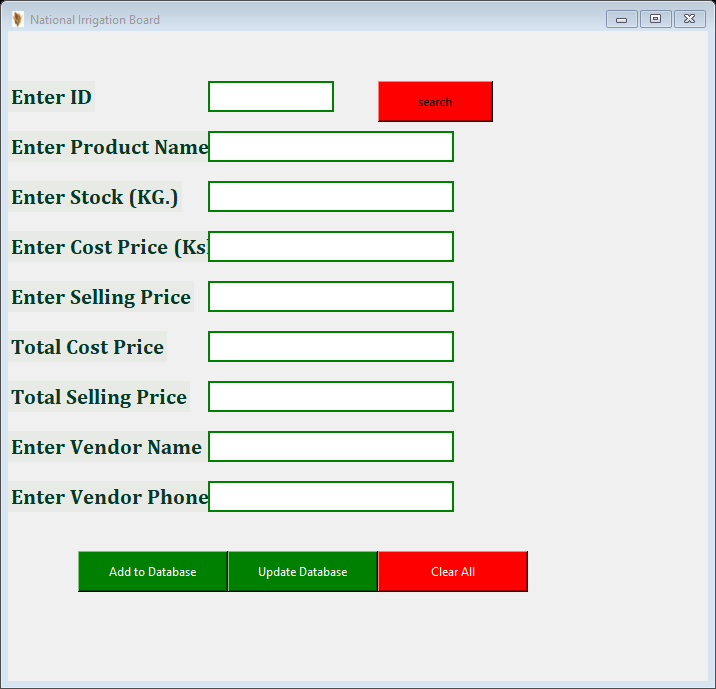 National Irrigation Board
Enter ID
search
Enter Product Name
Enter Stock (KG.)
Enter Cost Price (Ks
Enter Selling Price
Total Cost Price
Total Selling Price
Enter Vendor Name
Enter Vendor Phone
Add to Database Update Database Clear All